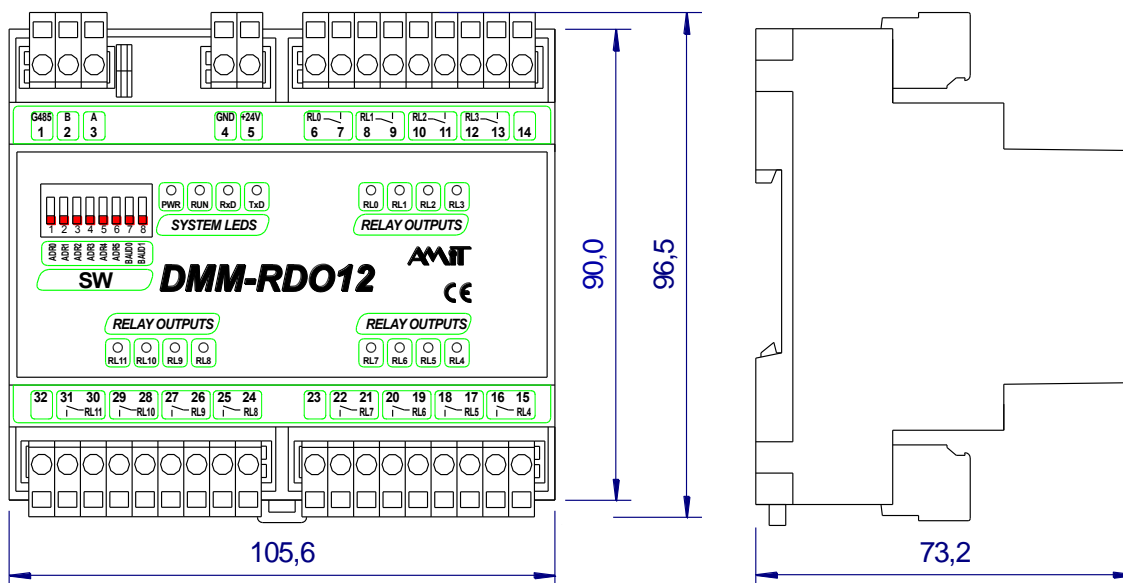 G485 B A GND +24V RL0 RL1 RL2 RL3
1 2 3 4 5 6 7 8 9 10 11 12 13 14
PWR RUN RxD TxD RL0 RL1 RL2 RL3
SYSTEM LEDS RELAY OUTPUTS
1 2 3 4 5 6 7 8
ADR0 ADR1 ADR2 ADR3 ADR4 ADR5 BAUD0 BAUD1
SW
DMM-RDO12
AMiT
CE
RELAY OUTPUTS RELAY OUTPUTS
RL11 RL10 RL9 RL8 RL7 RL6 RL5 RL4
32 31 30 29 28 27 26 25 24 23 22 21 20 19 18 17 16 15
RL11 RL10 RL9 RL8 RL7 RL6 RL5 RL4
90,0
96,5
105,6
73,2